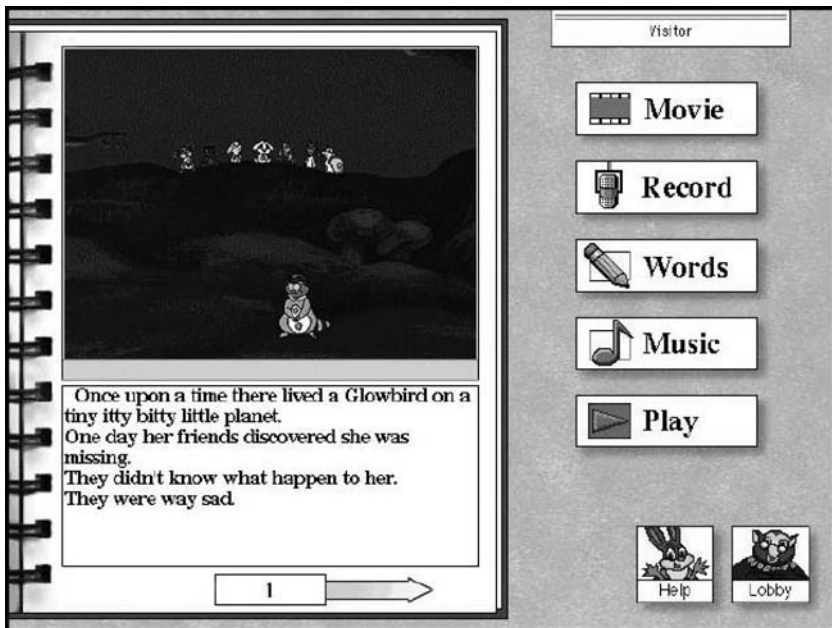 Visitor
Movie
Record
Words
Music
Play
Once upon a time there lived a Glowbird on a
tiny itty bitty little planet.
One day her friends discovered she was
missing.
They didn't know what happen to her.
They were way sad.
1
Help
Lobby